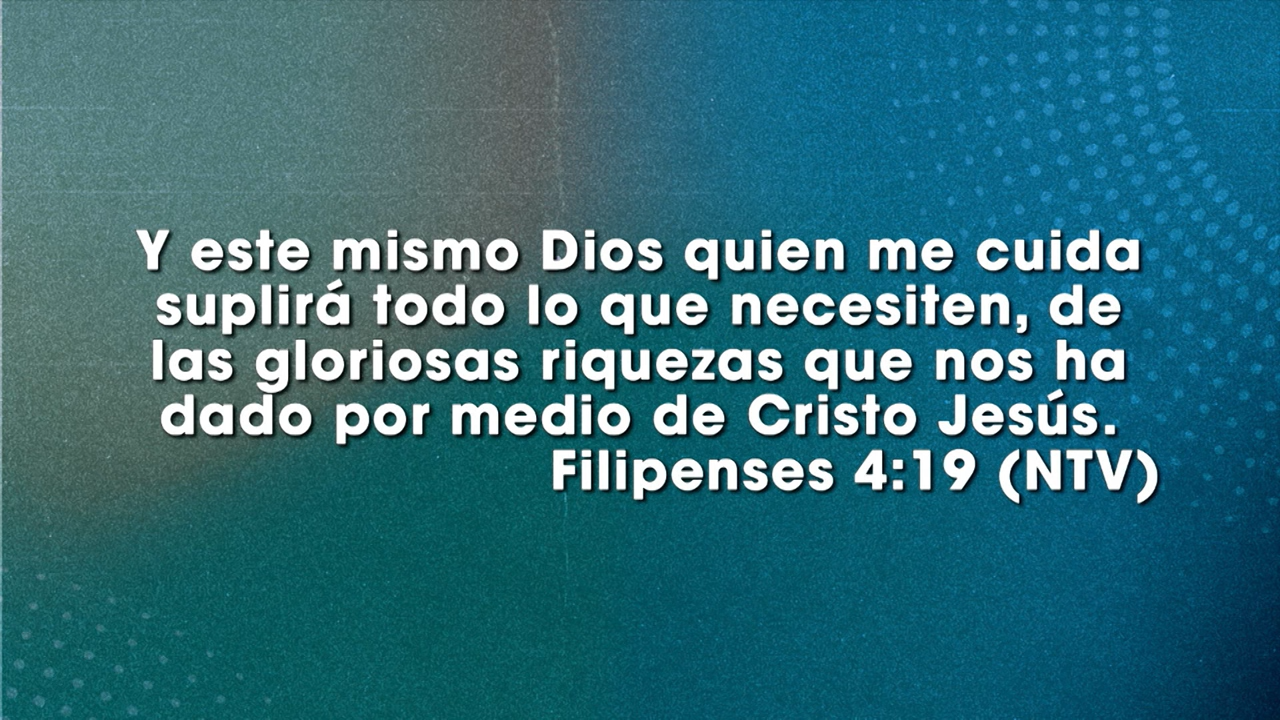 Y este mismo Dios quien me cuida
suplirá todo lo que necesiten, de
las gloriosas riquezas que nos ha
dado por medio de Cristo Jesús.
Filipenses 4:19 (NTV)